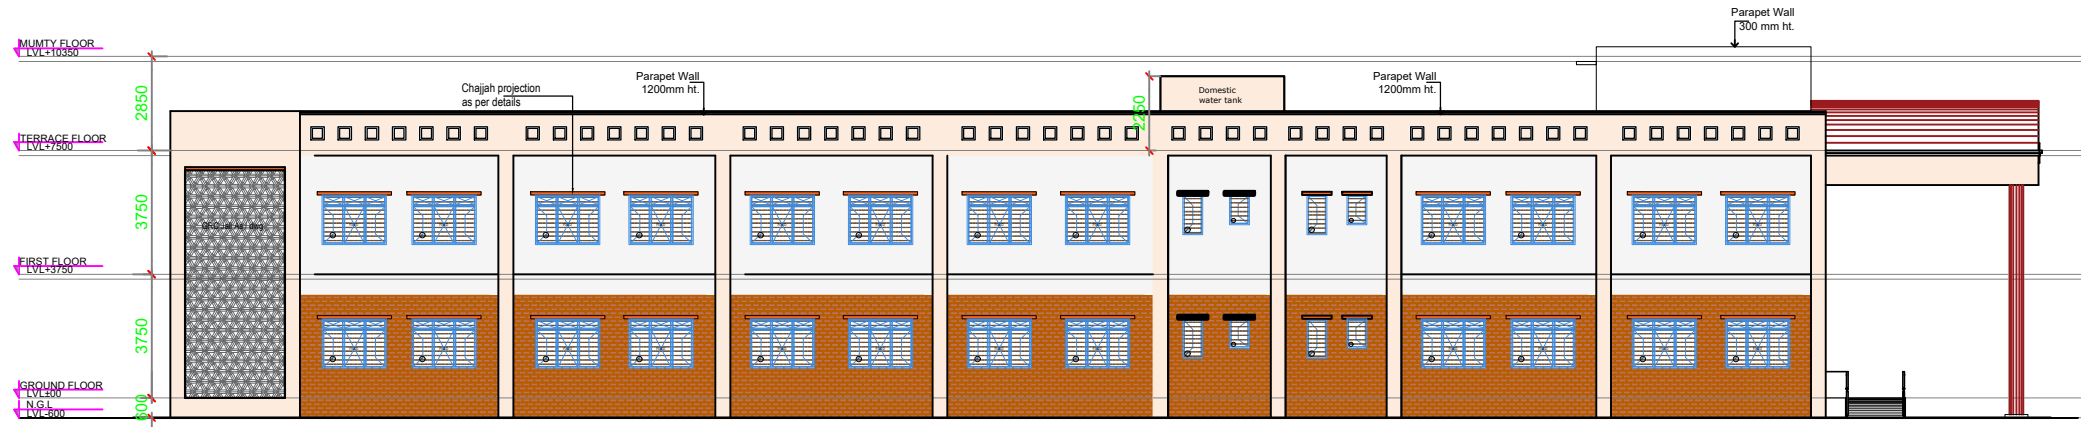 Parapet Wall
300 mm ht.
MUMTY FLOOR
LVL+10350
Parapet Wall
1200mm ht.
Parapet Wall
1200mm ht.
Chajjah projection
as per details
Domestic
water tank
2850
2250
TERRACE FLOOR
LVL+7500
3750
FIRST FLOOR
LVL+3750
3750
GROUND FLOOR
LVL±00
N.G.L
LVL-600
600